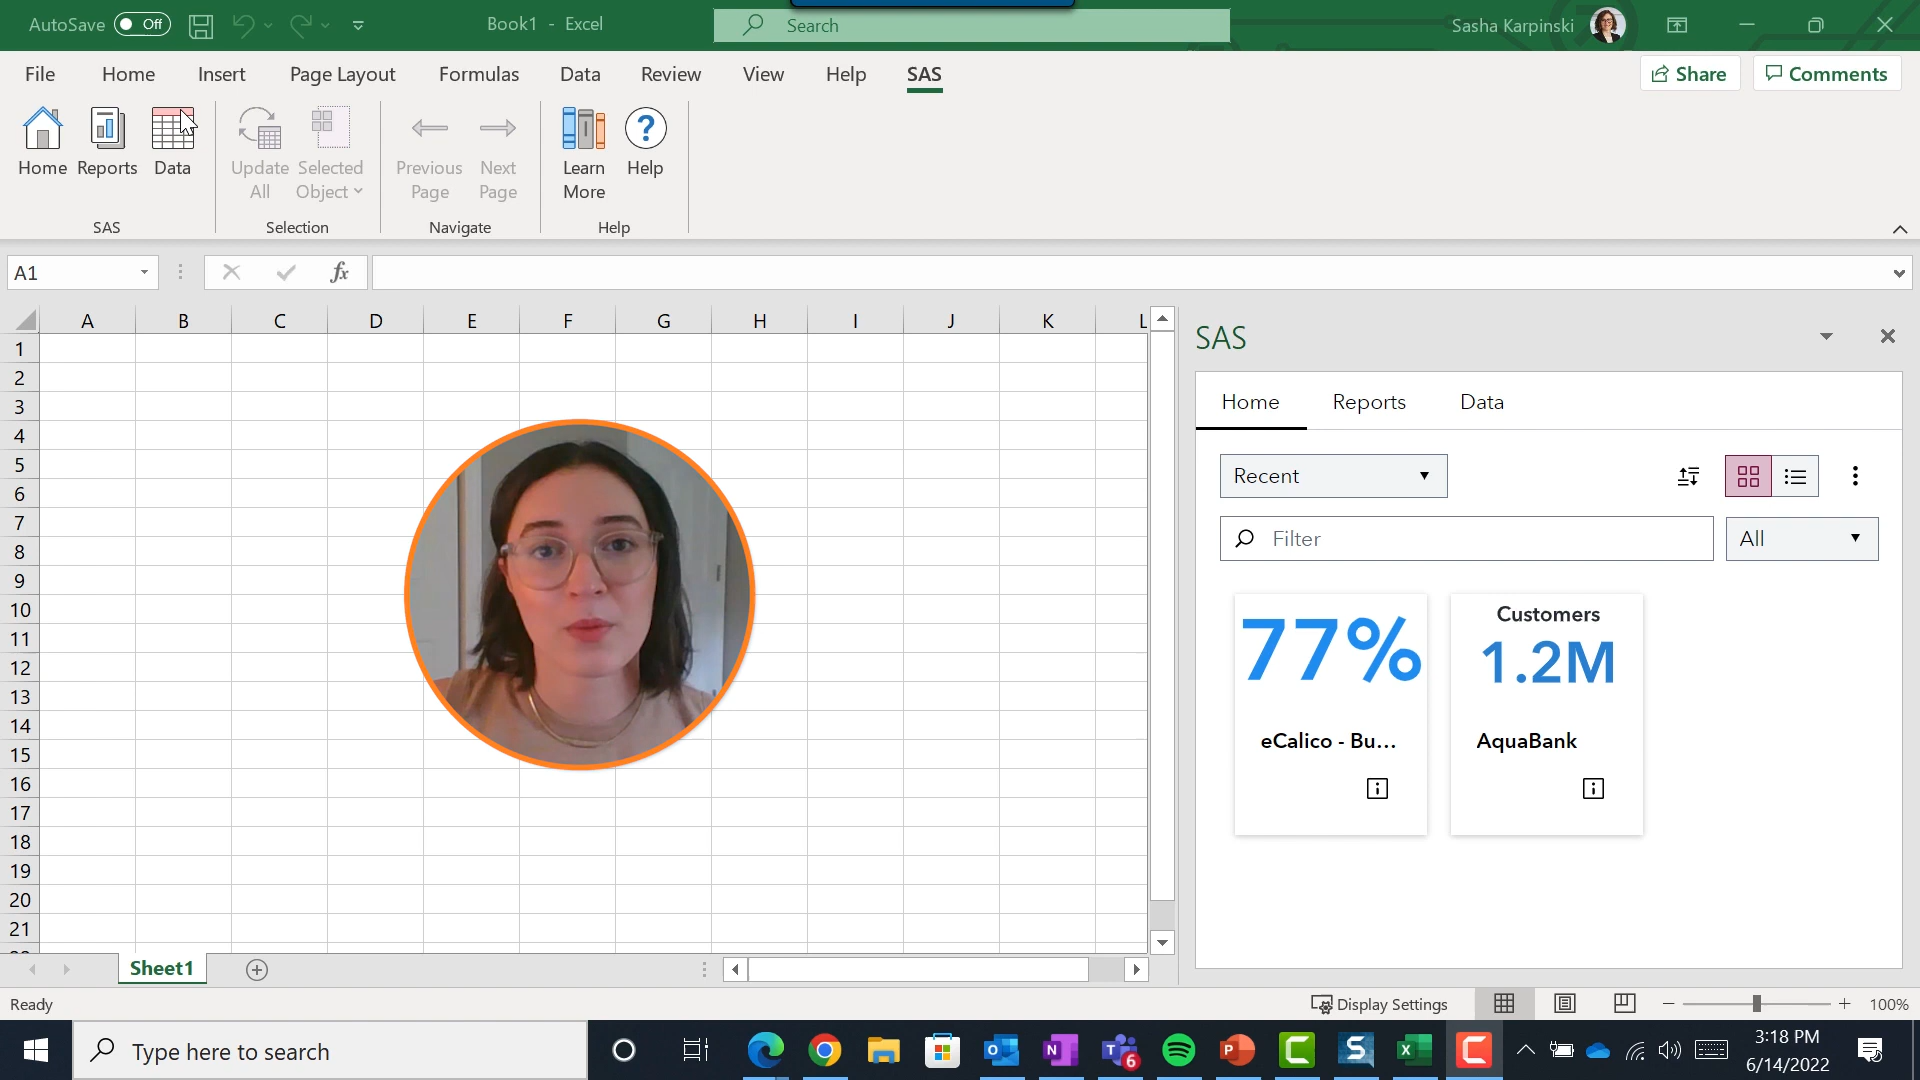 AutoSave Off
Book1 - Excel
Search
Sasha Karpinski
File Home Insert Page Layout Formulas Data Review View Help SAS
Share
Comments
Home
Reports
Data
Update All
Selected Object
Previous Page
Next Page
Learn More
Help
SAS
Selection
Navigate
Help
A1
fx
A B C D E F G H I J K L
1
2
3
4
5
6
7
8
9
10
11
12
13
14
15
16
17
18
19
20
21
SAS
Home Reports Data
Recent
Filter
All
77%
eCalico - Bu...
Customers
1.2M
AquaBank
Sheet1
Ready
Display Settings
100%
Type here to search
6
3:18 PM
6/14/2022